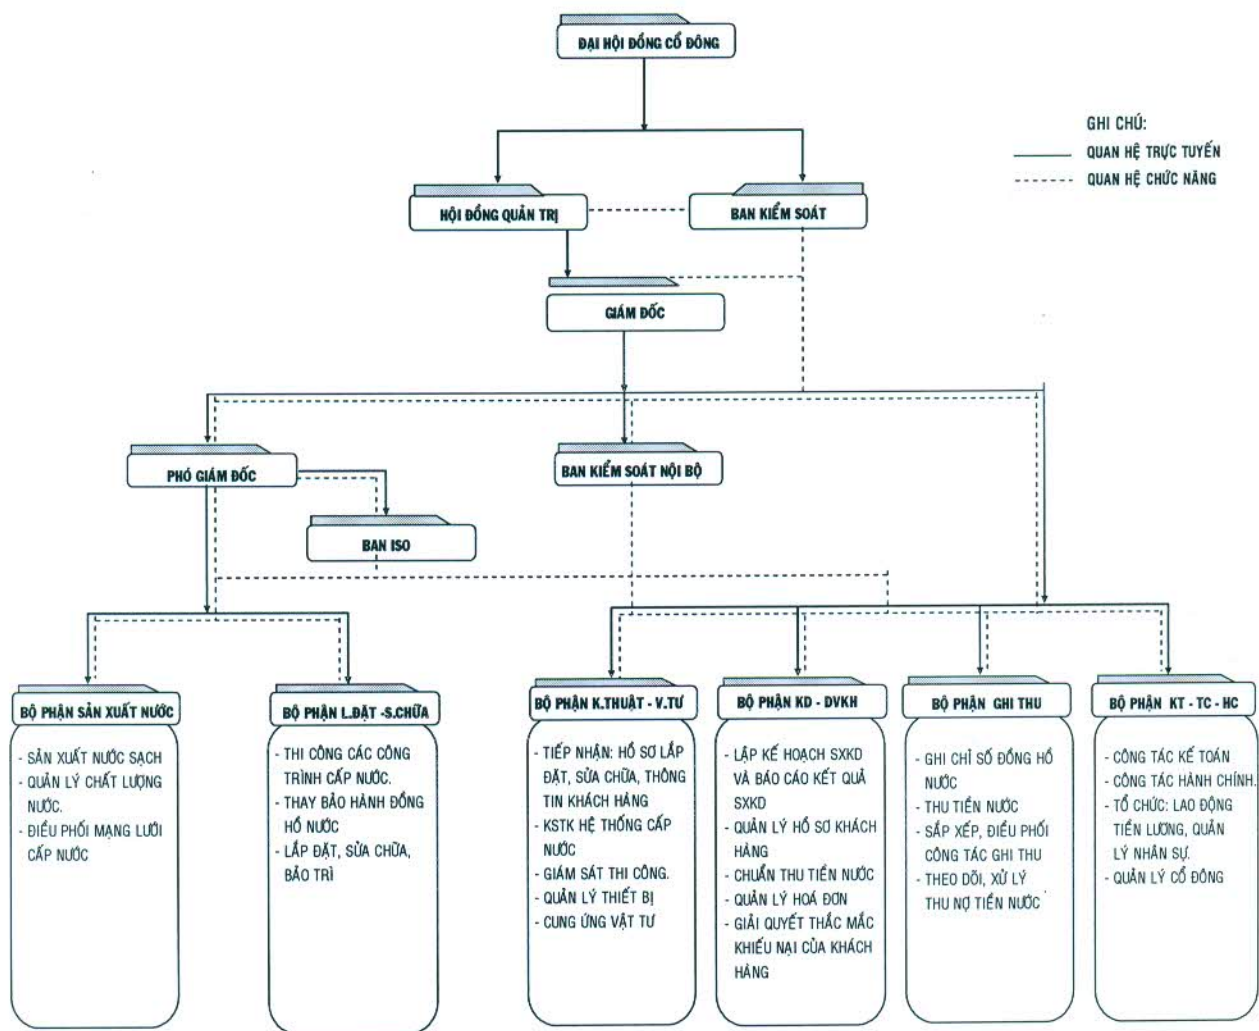 ĐẠI HỘI ĐỒNG CỔ ĐÔNG
GHI CHÚ:
QUAN HỆ TRỰC TUYẾN
QUAN HỆ CHỨC NĂNG
HỘI ĐỒNG QUẢN TRỊ
BAN KIỂM SOÁT
GIÁM ĐỐC
PHÓ GIÁM ĐỐC
BAN KIỂM SOÁT NỘI BỘ
BAN ISO
BỘ PHẬN SẢN XUẤT NƯỚC
- SẢN XUẤT NƯỚC SẠCH
- QUẢN LÝ CHẤT LƯỢNG
NƯỚC.
- ĐIỀU PHỐI MẠNG LƯỚI
CẤP NƯỚC
BỘ PHẬN L.ĐẶT -S.CHỮA
- THI CÔNG CÁC CÔNG
TRÌNH CẤP NƯỚC.
- THAY BẢO HÀNH ĐỒNG
HỒ NƯỚC
- LẮP ĐẶT, SỬA CHỮA,
BẢO TRÌ
BỘ PHẬN K.THUẬT - V.TƯ
- TIẾP NHẬN: HỒ SƠ LẮP
ĐẶT, SỬA CHỮA, THÔNG
TIN KHÁCH HÀNG
- KSTK HỆ THỐNG CẤP
NƯỚC
- GIÁM SÁT THI CÔNG.
- QUẢN LÝ THIẾT BỊ
- CUNG ỨNG VẬT TƯ
BỘ PHẬN KD - DVKH
- LẬP KẾ HOẠCH SXKD
VÀ BÁO CÁO KẾT QUẢ
SXKD
- QUẢN LÝ HỒ SƠ KHÁCH
HÀNG
- CHUẨN THU TIỀN NƯỚC
- QUẢN LÝ HOÁ ĐƠN
- GIẢI QUYẾT THẮC MẮC
KHIẾU NẠI CỦA KHÁCH
HÀNG
BỘ PHẬN GHI THU
- GHI CHỈ SỐ ĐỒNG HỒ
NƯỚC
- THU TIỀN NƯỚC
- SẮP XẾP, ĐIỀU PHỐI
CÔNG TÁC GHI THU
- THEO DÕI, XỬ LÝ
THU NỢ TIỀN NƯỚC
BỘ PHẬN KT - TC - HC
- CÔNG TÁC KẾ TOÁN
- CÔNG TÁC HÀNH CHÍNH.
- TỔ CHỨC: LAO ĐỘNG
TIỀN LƯƠNG, QUẢN
LÝ NHÂN SỰ.
- QUẢN LÝ CỔ ĐÔNG